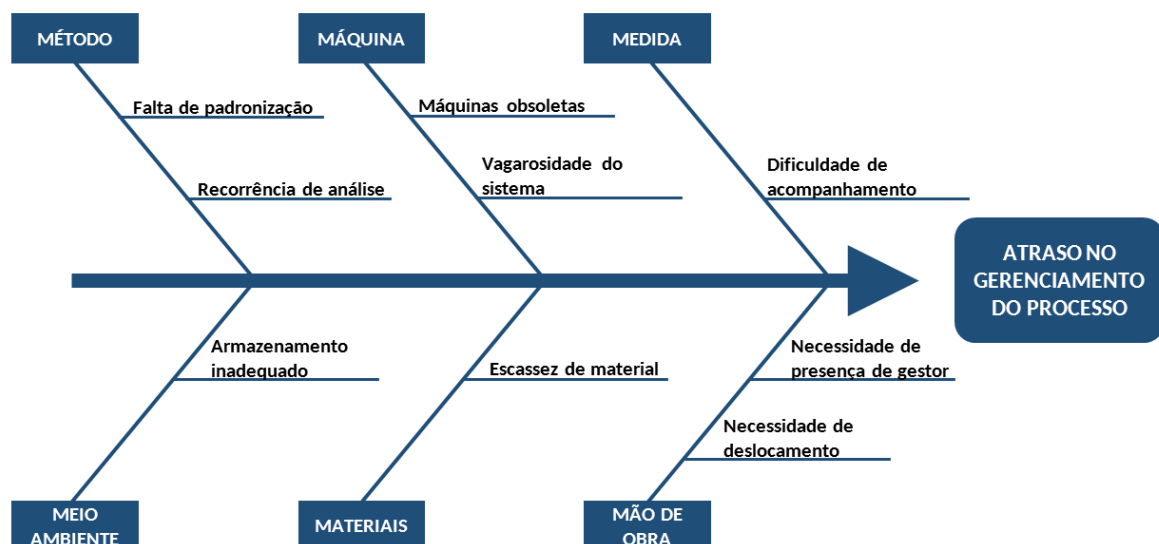 MÉTODO
MÁQUINA
MEDIDA
Falta de padronização
Máquinas obsoletas
Recorrência de análise
Vagarosidade do
sistema
Dificuldade de
acompanhamento
ATRASO NO
GERENCIAMENTO
DO PROCESSO
Armazenamento
inadequado
Escassez de material
Necessidade de
presença de gestor
Necessidade de
deslocamento
MEIO
AMBIENTE
MATERIAIS
MÃO DE
OBRA